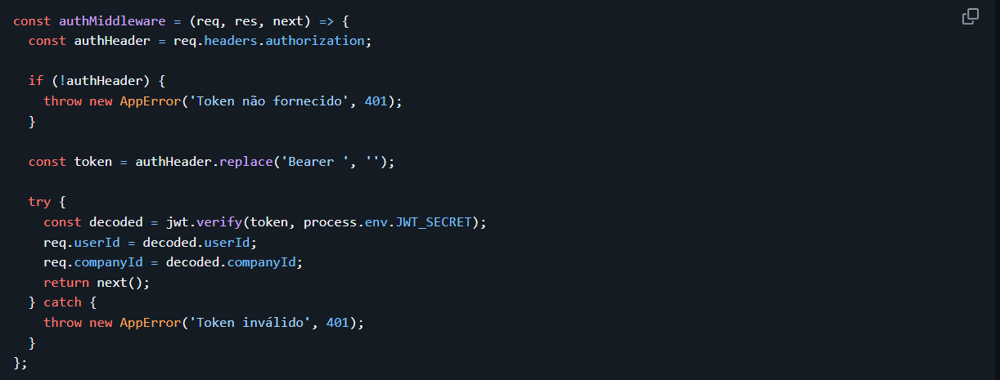 const authMiddleware = (req, res, next) => {
  const authHeader = req.headers.authorization;

  if (!authHeader) {
    throw new AppError('Token não fornecido', 401);
  }

  const token = authHeader.replace('Bearer ', '');

  try {
    const decoded = jwt.verify(token, process.env.JWT_SECRET);
    req.userId = decoded.userId;
    req.companyId = decoded.companyId;
    return next();
  } catch {
    throw new AppError('Token inválido', 401);
  }
};